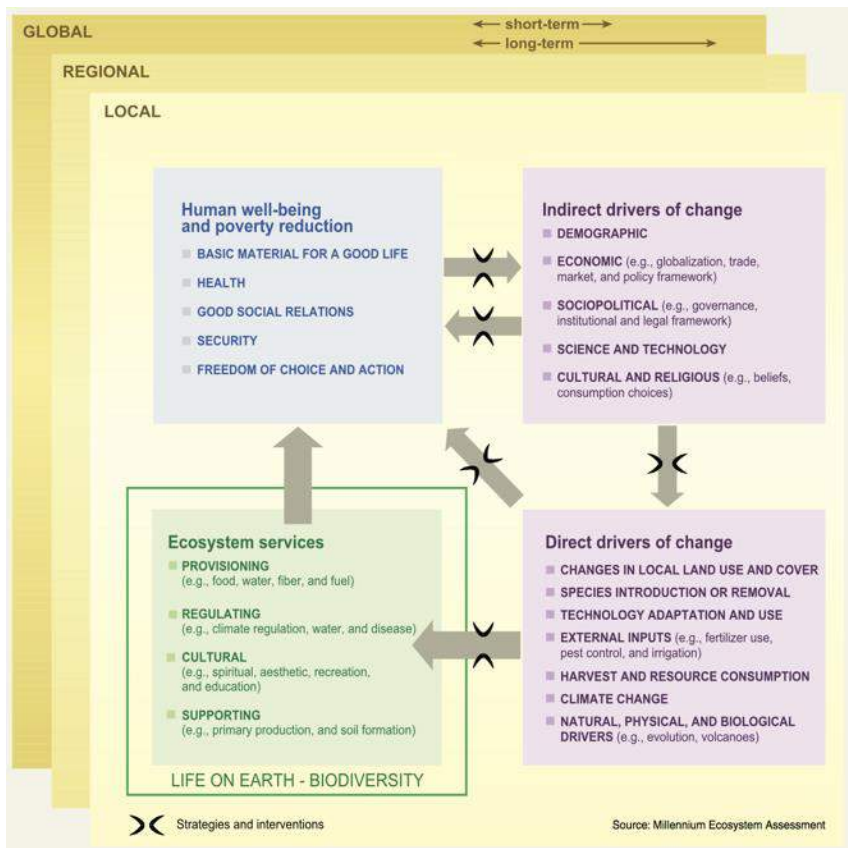 GLOBAL
short-term
long-term
REGIONAL
LOCAL
Human well-being
and poverty reduction
BASIC MATERIAL FOR A GOOD LIFE
HEALTH
GOOD SOCIAL RELATIONS
SECURITY
FREEDOM OF CHOICE AND ACTION
Indirect drivers of change
DEMOGRAPHIC
ECONOMIC (e.g., globalization, trade,
market, and policy framework)
SOCIOPOLITICAL (e.g., governance,
institutional and legal framework)
SCIENCE AND TECHNOLOGY
CULTURAL AND RELIGIOUS (e.g., beliefs,
consumption choices)
Ecosystem services
PROVISIONING
(e.g., food, water, fiber, and fuel)
REGULATING
(e.g., climate regulation, water, and disease)
CULTURAL
(e.g., spiritual, aesthetic, recreation,
and education)
SUPPORTING
(e.g., primary production, and soil formation)
LIFE ON EARTH - BIODIVERSITY
Direct drivers of change
CHANGES IN LOCAL LAND USE AND COVER
SPECIES INTRODUCTION OR REMOVAL
TECHNOLOGY ADAPTATION AND USE
EXTERNAL INPUTS (e.g., fertilizer use,
pest control, and irrigation)
HARVEST AND RESOURCE CONSUMPTION
CLIMATE CHANGE
NATURAL, PHYSICAL, AND BIOLOGICAL
DRIVERS (e.g., evolution, volcanoes)
Strategies and interventions
Source: Millennium Ecosystem Assessment